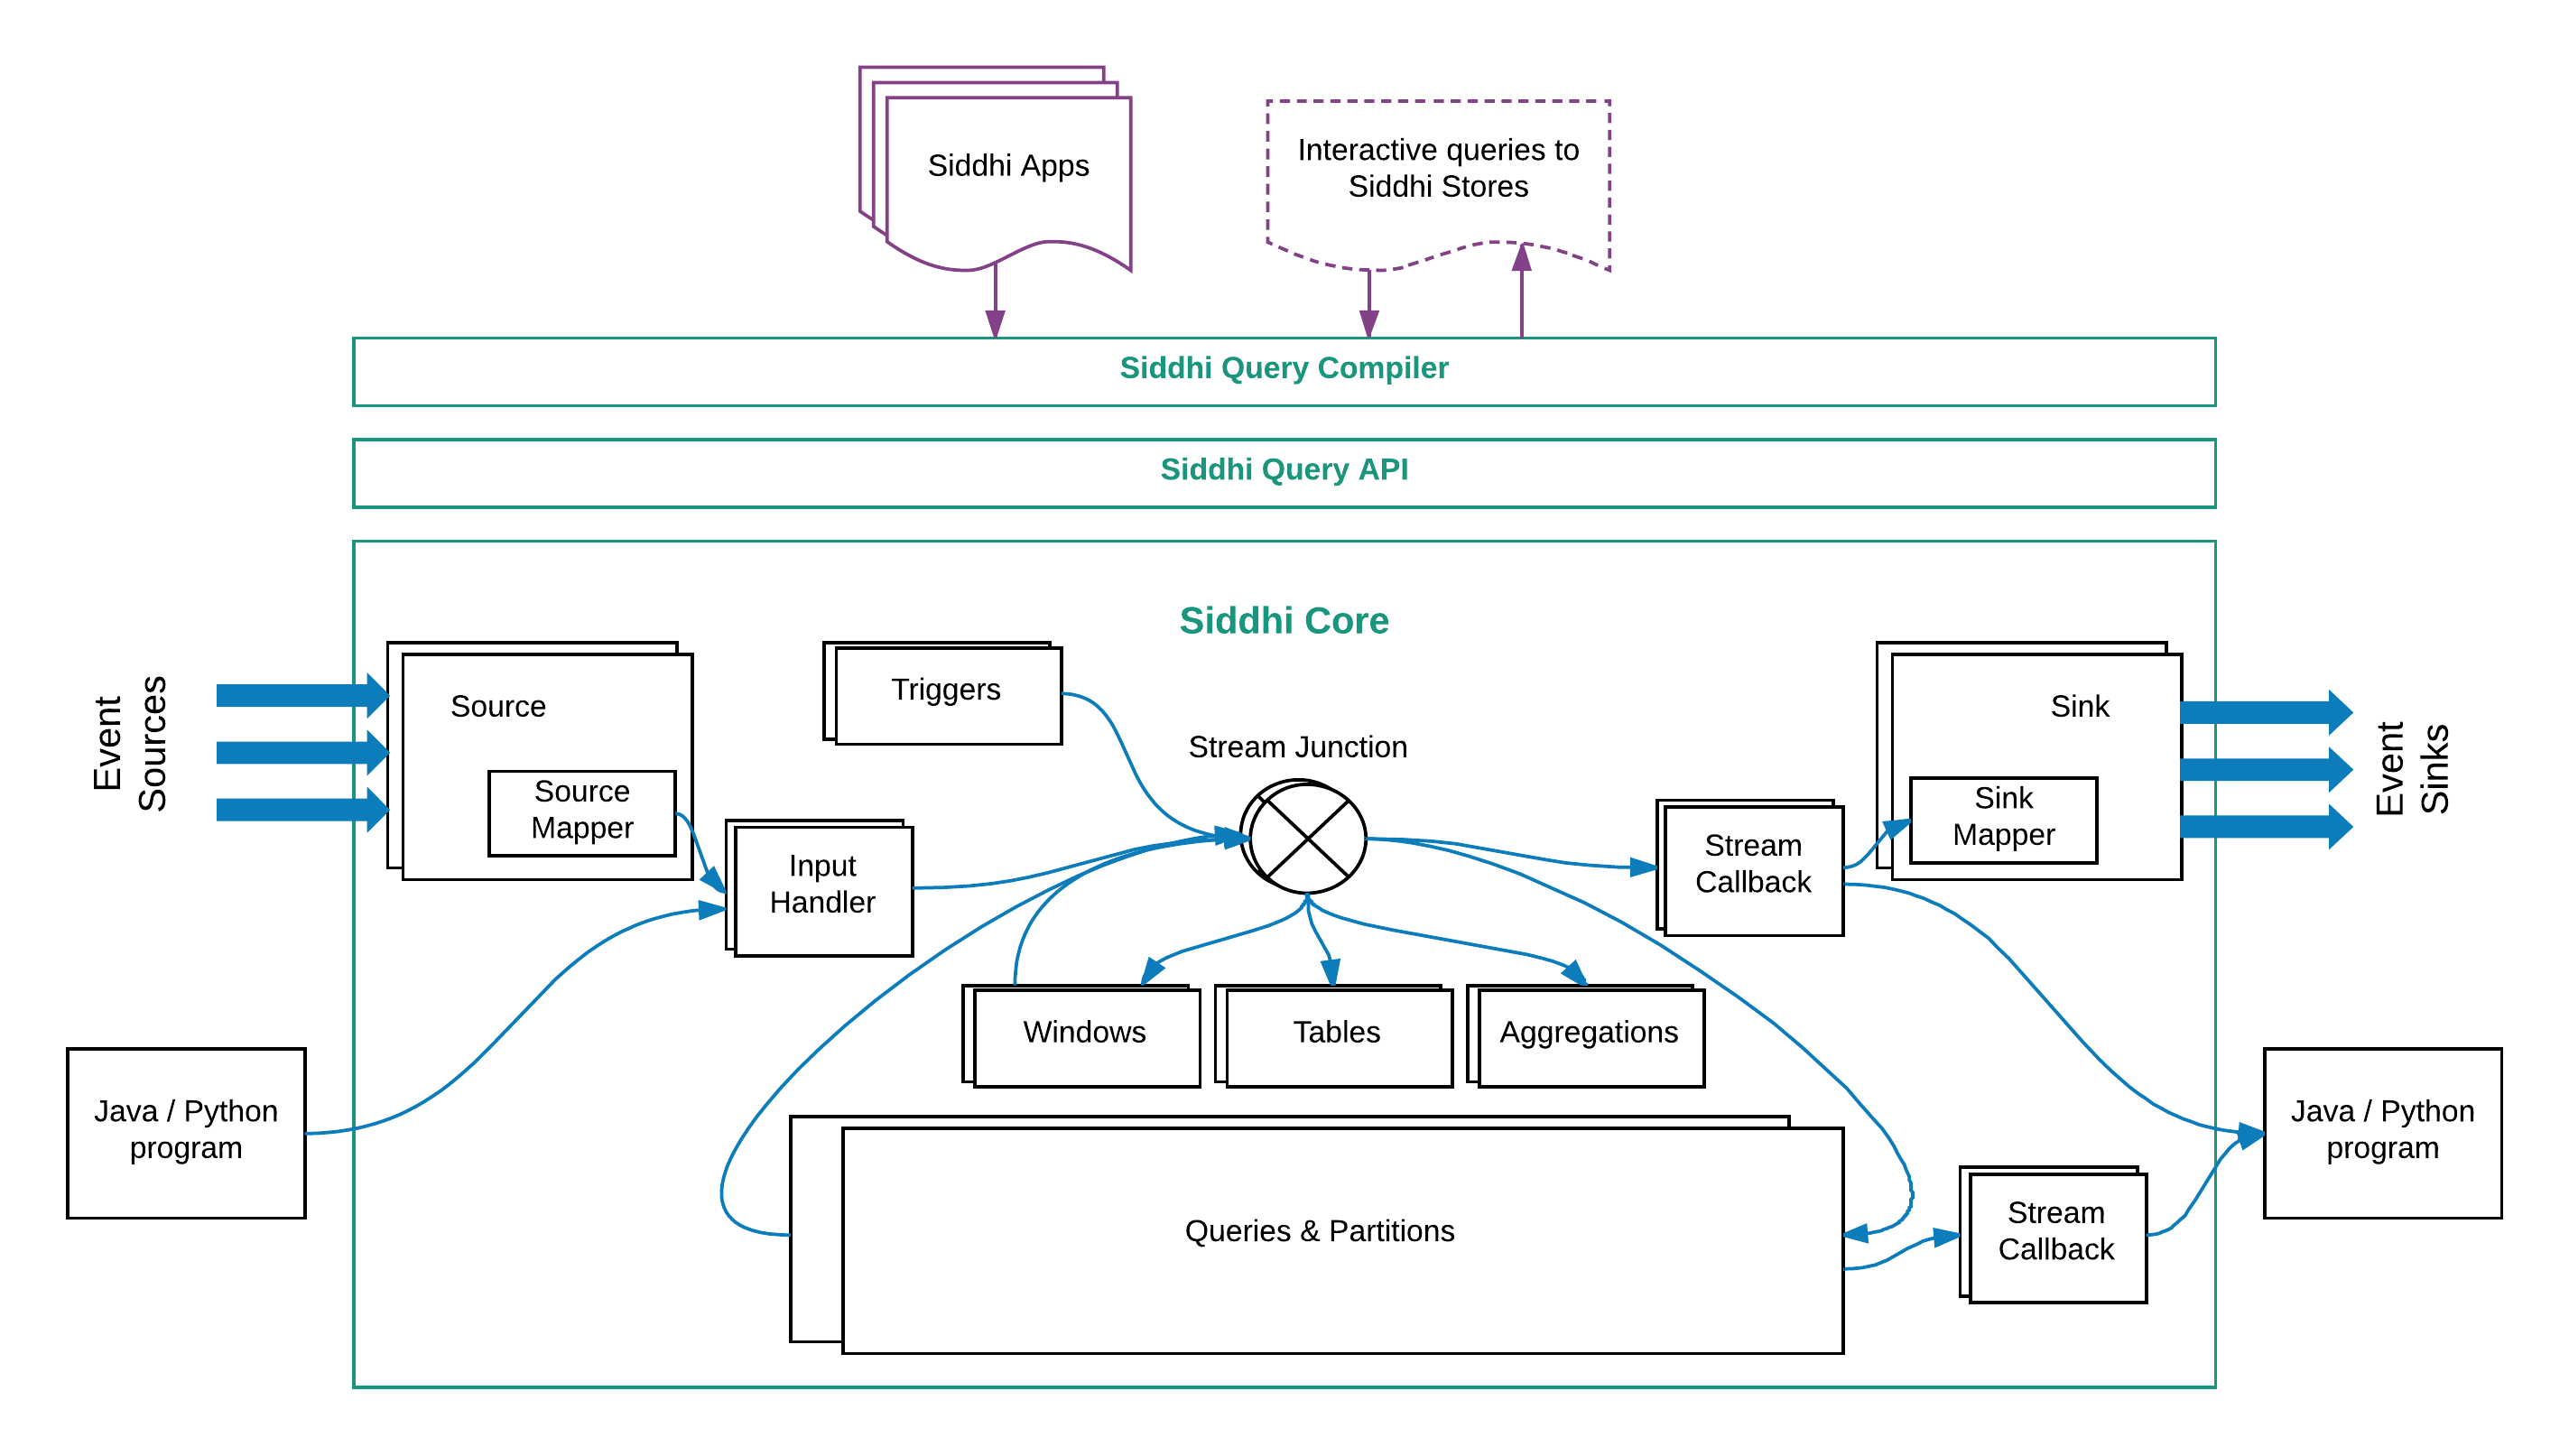 Siddhi Apps
Interactive queries to
Siddhi Stores
Siddhi Query Compiler
Siddhi Query API
Siddhi Core
Event
Sources
Source
Source
Mapper
Triggers
Stream Junction
Input
Handler
Stream
Callback
Sink
Sink
Mapper
Event
Sinks
Windows
Tables
Aggregations
Java / Python
program
Queries & Partitions
Stream
Callback
Java / Python
program